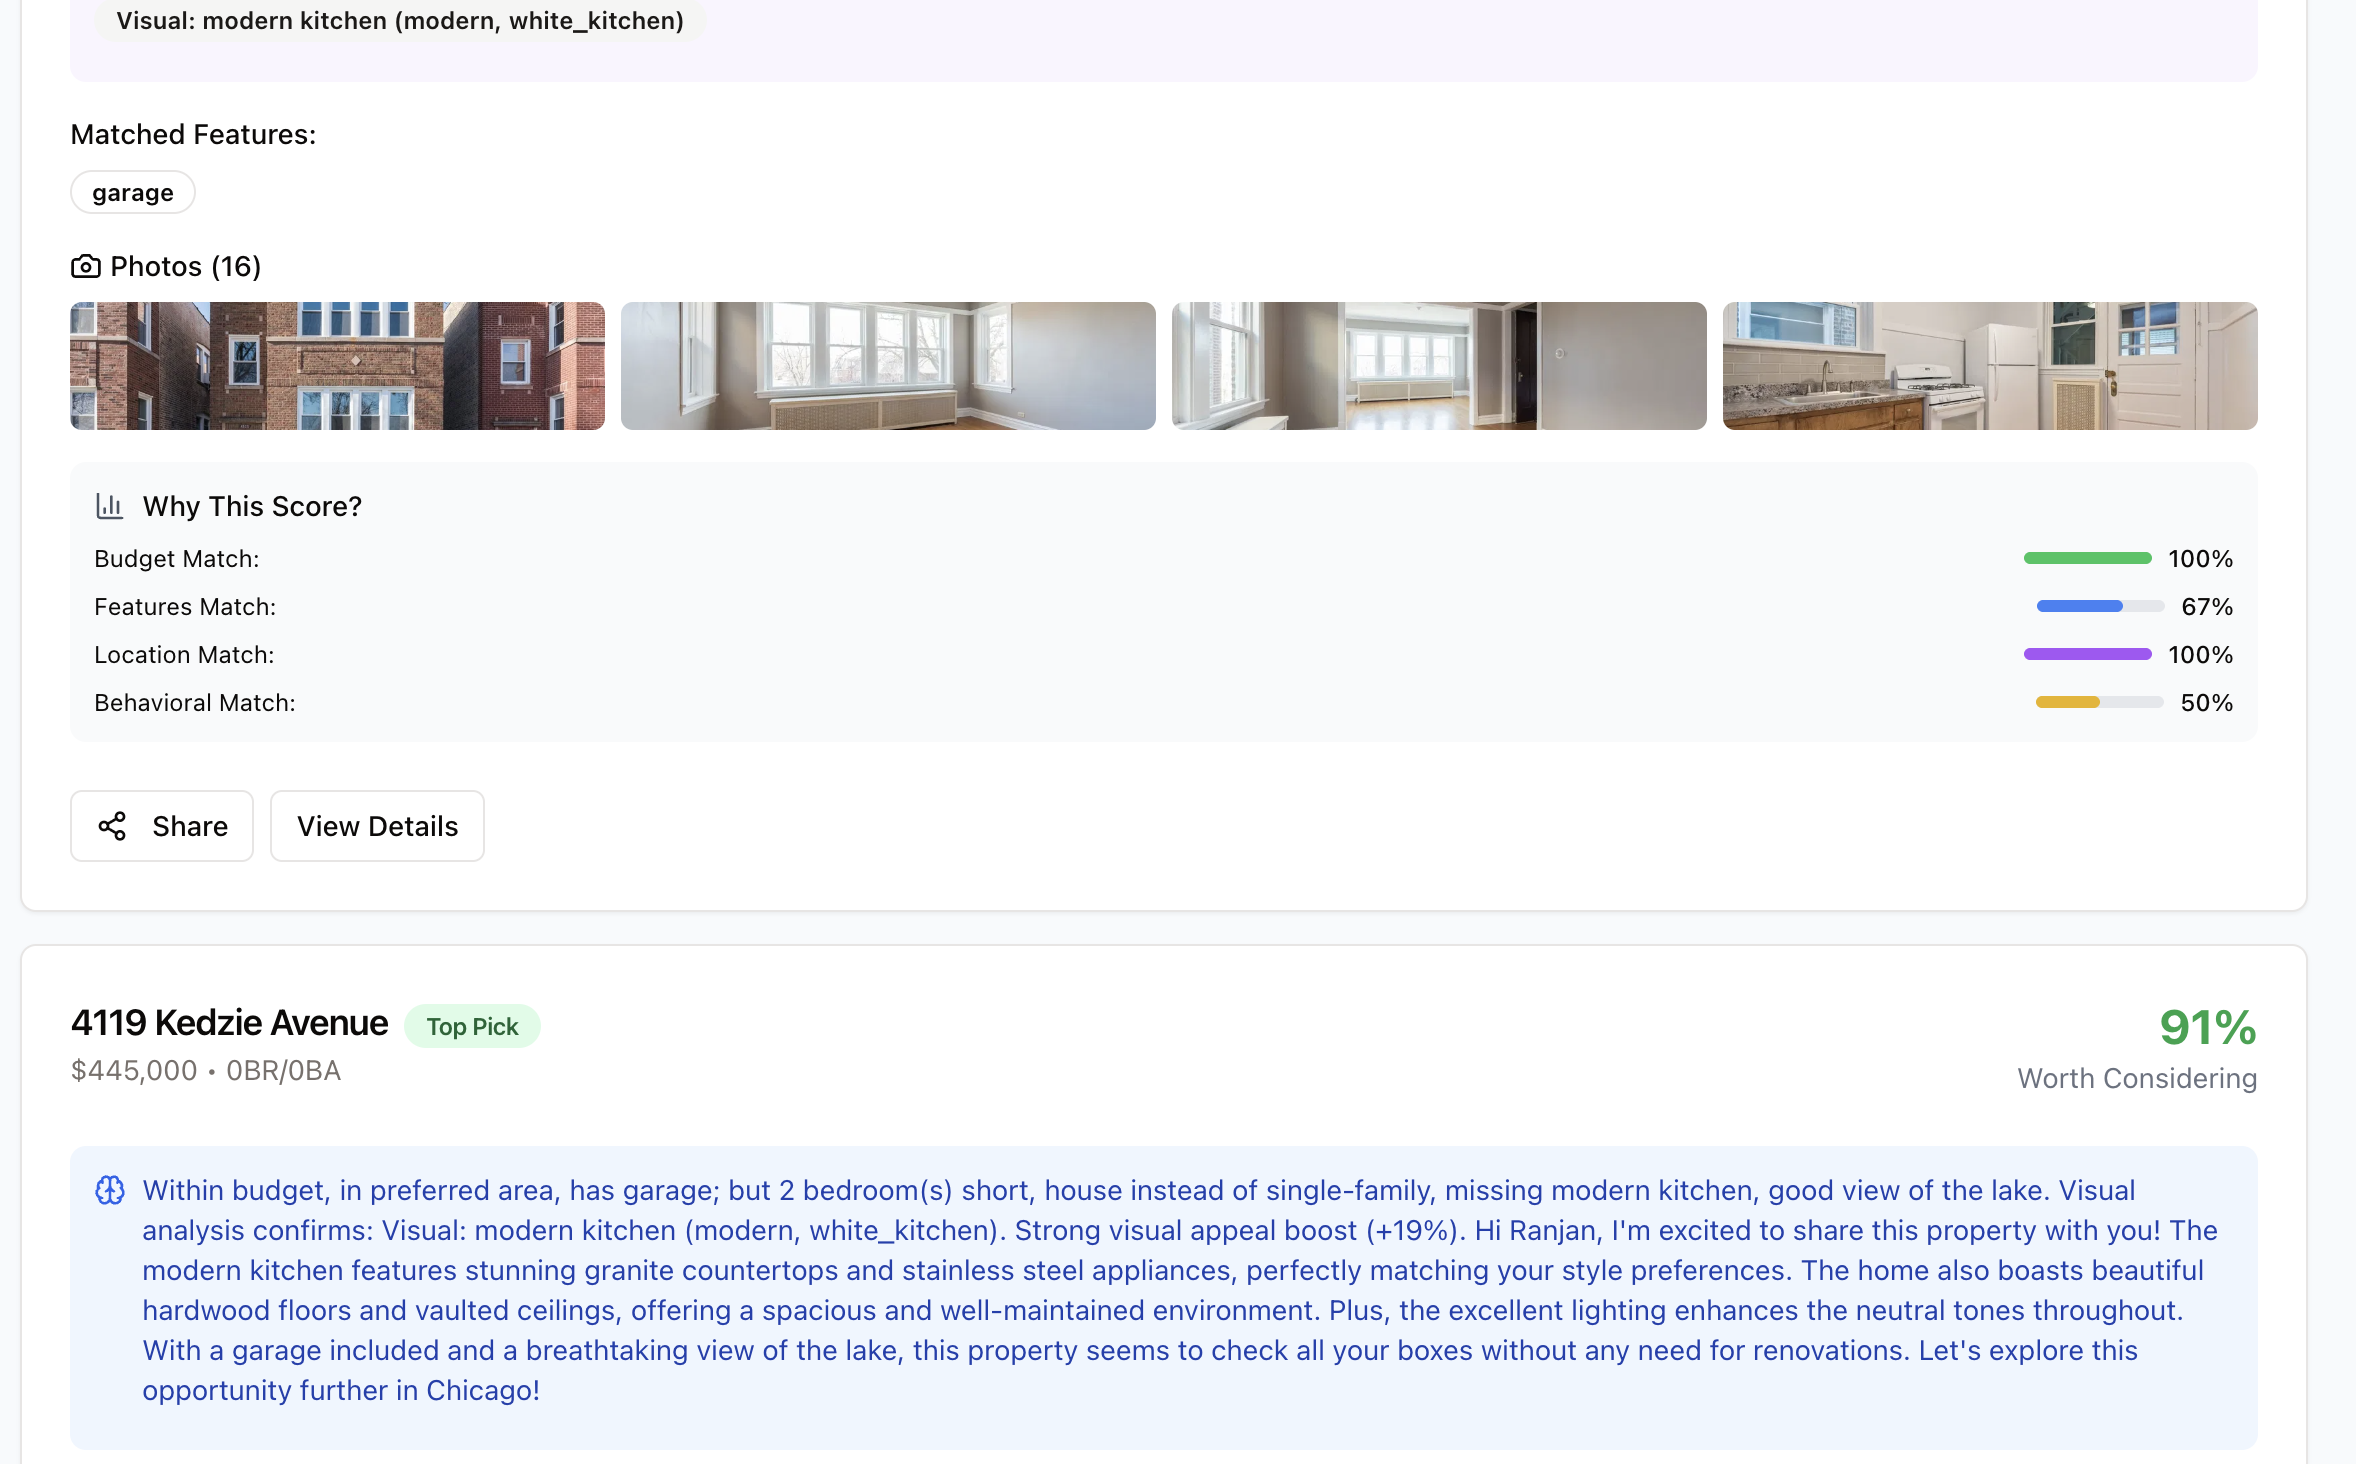 Visual: modern kitchen (modern, white_kitchen)
Matched Features:
garage
Photos (16)
Why This Score?
Budget Match: 100%
Features Match: 67%
Location Match: 100%
Behavioral Match: 50%
Share View Details
4119 Kedzie Avenue Top Pick 91%
$445,000 • 0BR/0BA Worth Considering
Within budget, in preferred area, has garage; but 2 bedroom(s) short, house instead of single-family, missing modern kitchen, good view of the lake. Visual
analysis confirms: Visual: modern kitchen (modern, white_kitchen). Strong visual appeal boost (+19%). Hi Ranjan, I'm excited to share this property with you! The
modern kitchen features stunning granite countertops and stainless steel appliances, perfectly matching your style preferences. The home also boasts beautiful
hardwood floors and vaulted ceilings, offering a spacious and well-maintained environment. Plus, the excellent lighting enhances the neutral tones throughout.
With a garage included and a breathtaking view of the lake, this property seems to check all your boxes without any need for renovations. Let's explore this
opportunity further in Chicago!